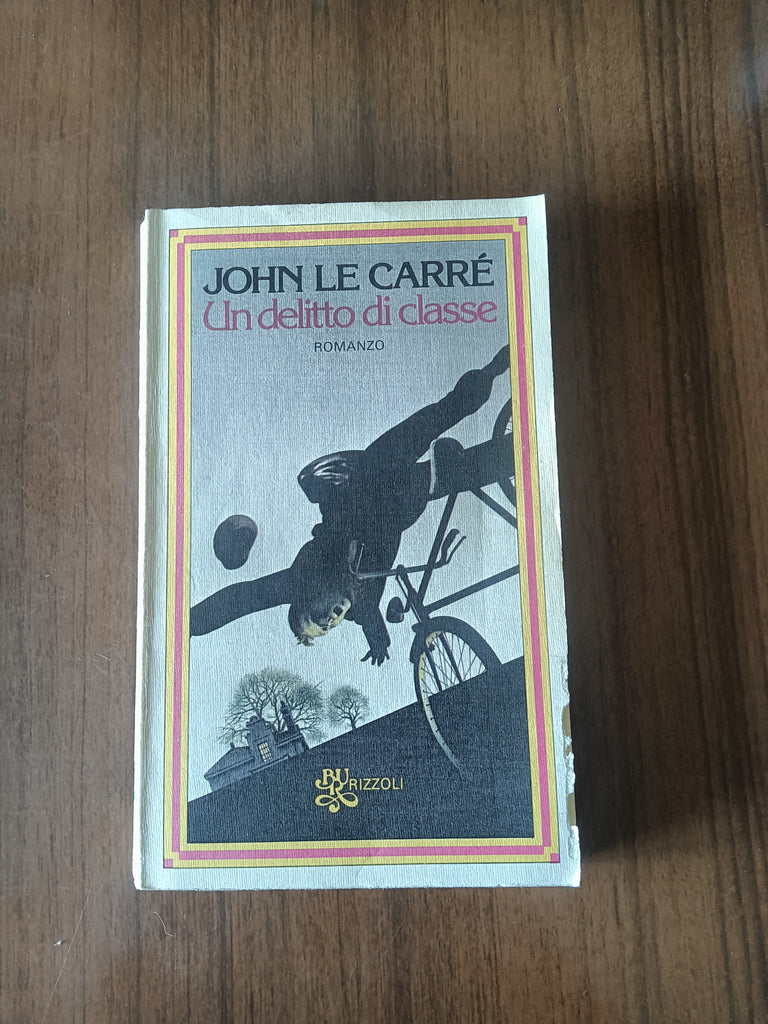 JOHN LE CARRÉ
Un delitto di classe
ROMANZO
BUR RIZZOLI